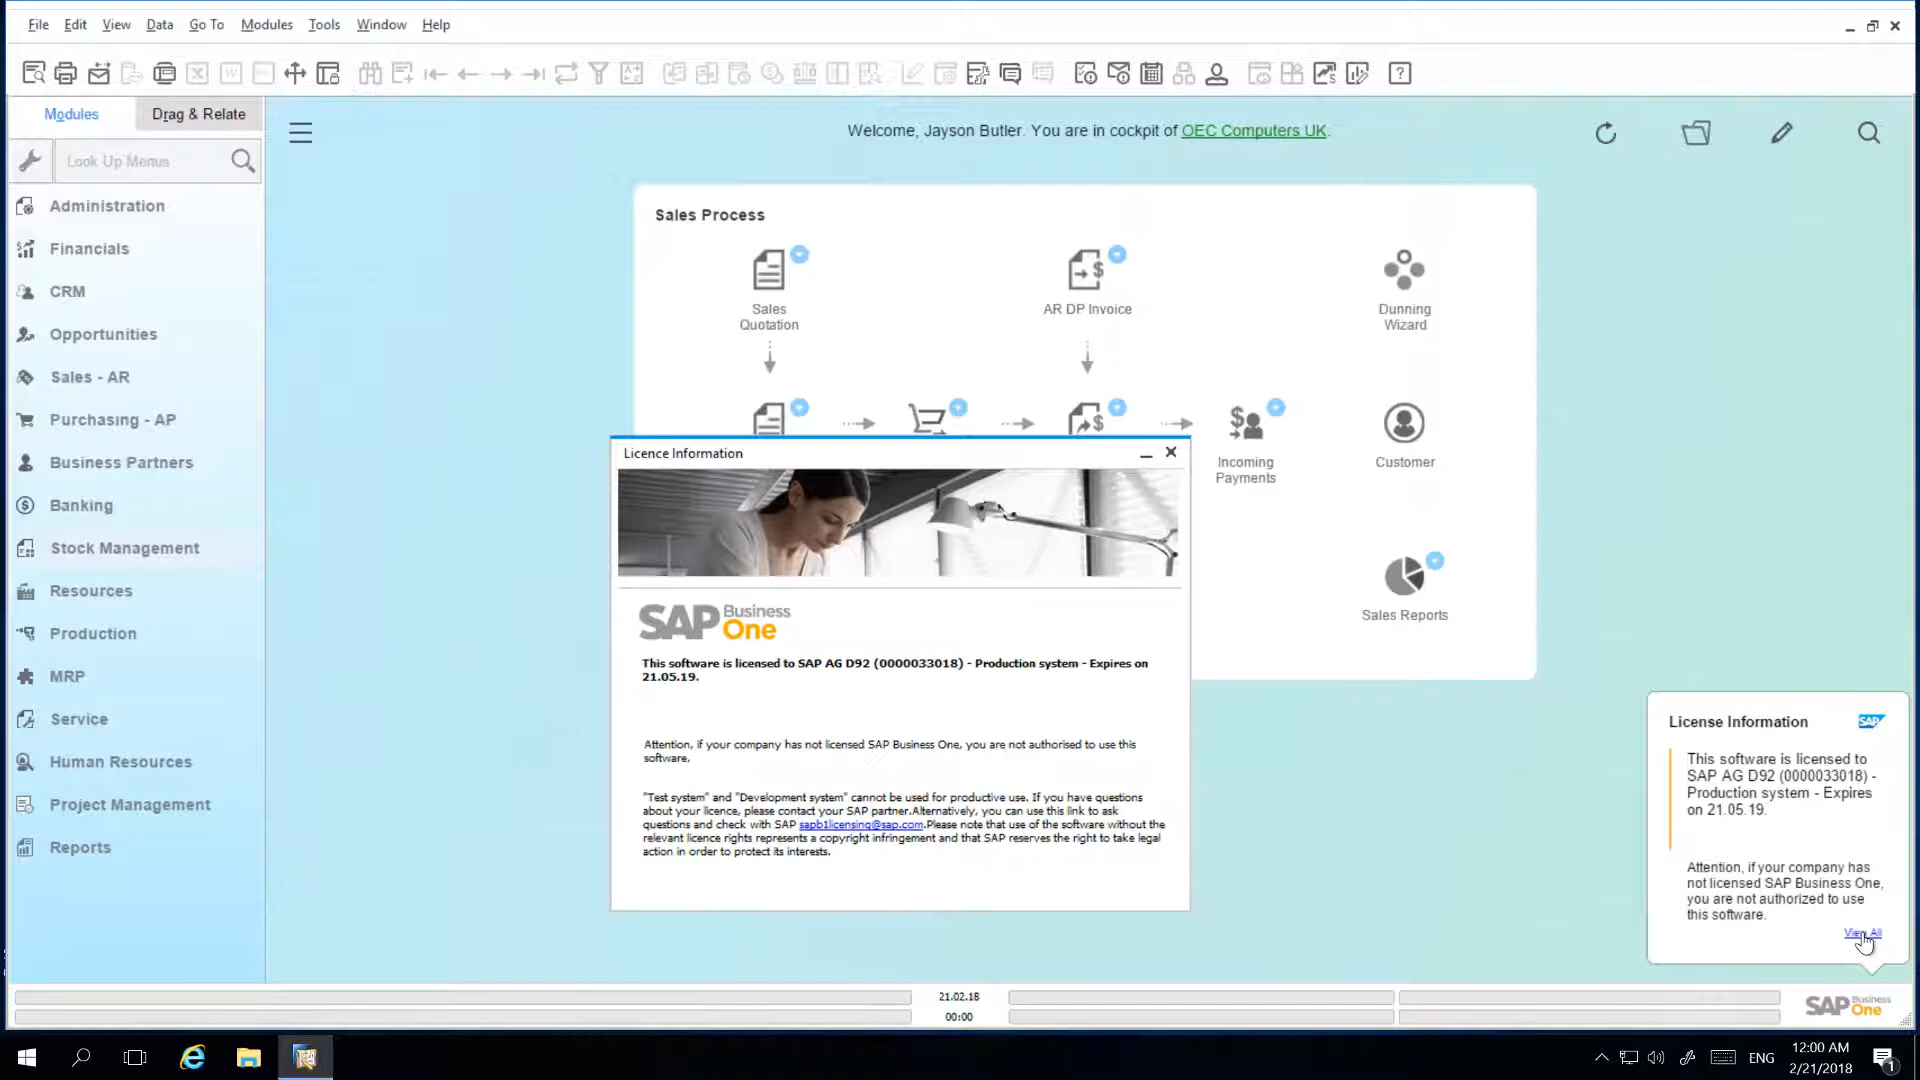 File Edit View Data Go To Modules Tools Window Help
Modules Drag & Relate
Look Up Menus
Administration
Financials
CRM
Opportunities
Sales - AR
Purchasing - AP
Business Partners
Banking
Stock Management
Resources
Production
MRP
Service
Human Resources
Project Management
Reports
Welcome, Jayson Butler. You are in cockpit of OEC Computers UK.
Sales Process
Sales
Quotation
AR DP Invoice
Dunning
Wizard
Incoming
Payments
Customer
Sales Reports
Licence Information
SAP Business
One
This software is licensed to SAP AG D92 (0000033018) - Production system - Expires on
21.05.19.
Attention, if your company has not licensed SAP Business One, you are not authorised to use this
software.
"Test system" and "Development system" cannot be used for productive use. If you have questions
about your licence, please contact your SAP partner.Alternatively, you can use this link to ask
questions and check with SAP sapb1licensing@sap.com.Please note that use of the software without the
relevant licence rights represents a copyright infringement and that SAP reserves the right to take legal
action in order to protect its interests.
License Information
SAP
This software is licensed to
SAP AG D92 (0000033018) -
Production system - Expires
on 21.05.19.
Attention, if your company has
not licensed SAP Business One,
you are not authorized to use
this software.
View All
21.02.18
00:00
SAP Business
One
ENG
12:00 AM
2/21/2018
1